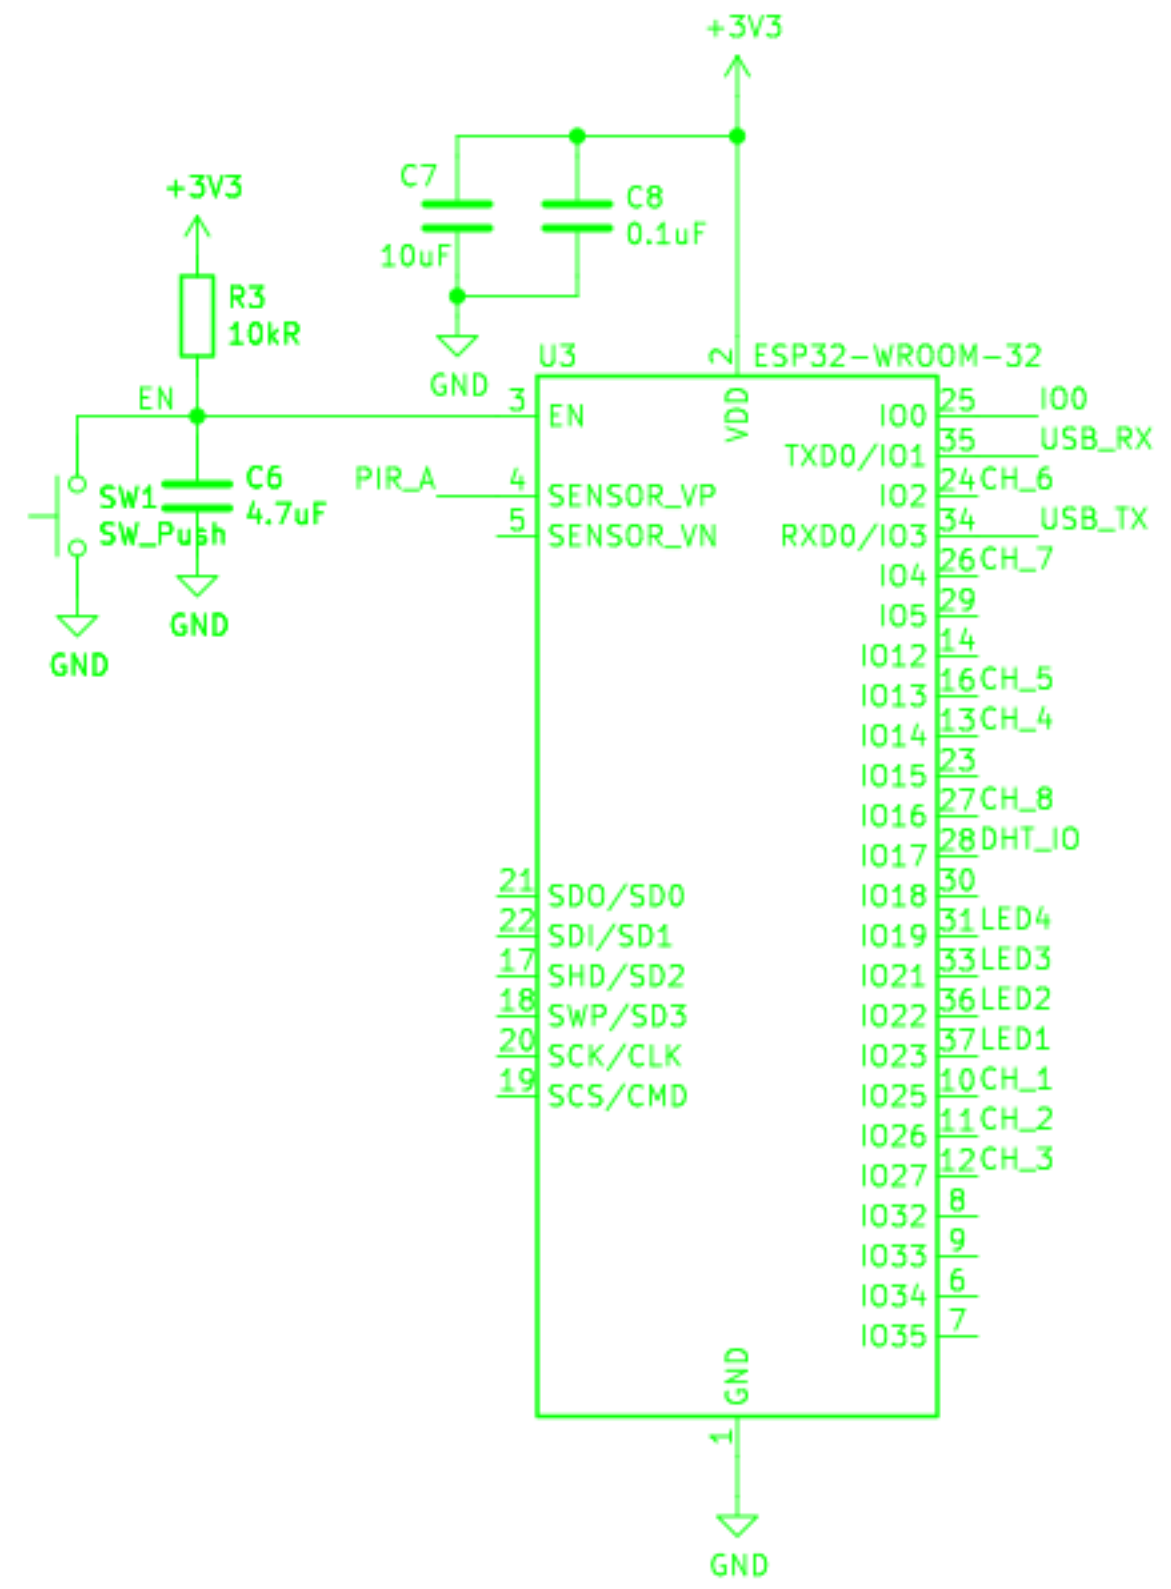 +3V3
+3V3
C7
10uF
C8
0.1uF
GND
R3
10kR
EN
SW1
SW_Push
C6
4.7uF
GND
GND
PIR_A
U3
ESP32-WROOM-32
2
VDD
3 EN
4 SENSOR_VP
5 SENSOR_VN
21 SDO/SD0
22 SDI/SD1
17 SHD/SD2
18 SWP/SD3
20 SCK/CLK
19 SCS/CMD
IO0 25 IO0
TXD0/IO1 35 USB_RX
IO2 24 CH_6
RXD0/IO3 34 USB_TX
IO4 26 CH_7
IO5 29
IO12 14
IO13 16 CH_5
IO14 13 CH_4
IO15 23
IO16 27 CH_8
IO17 28 DHT_IO
IO18 30
IO19 31 LED4
IO21 33 LED3
IO22 36 LED2
IO23 37 LED1
IO25 10 CH_1
IO26 11 CH_2
IO27 12 CH_3
IO32 8
IO33 9
IO34 6
IO35 7
GND
1
GND